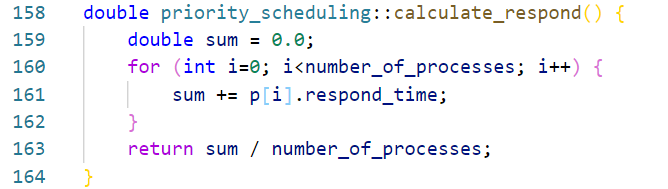 158 double priority_scheduling::calculate_respond() {
159     double sum = 0.0;
160     for (int i=0; i<number_of_processes; i++) {
161         sum += p[i].respond_time;
162     }
163     return sum / number_of_processes;
164 }